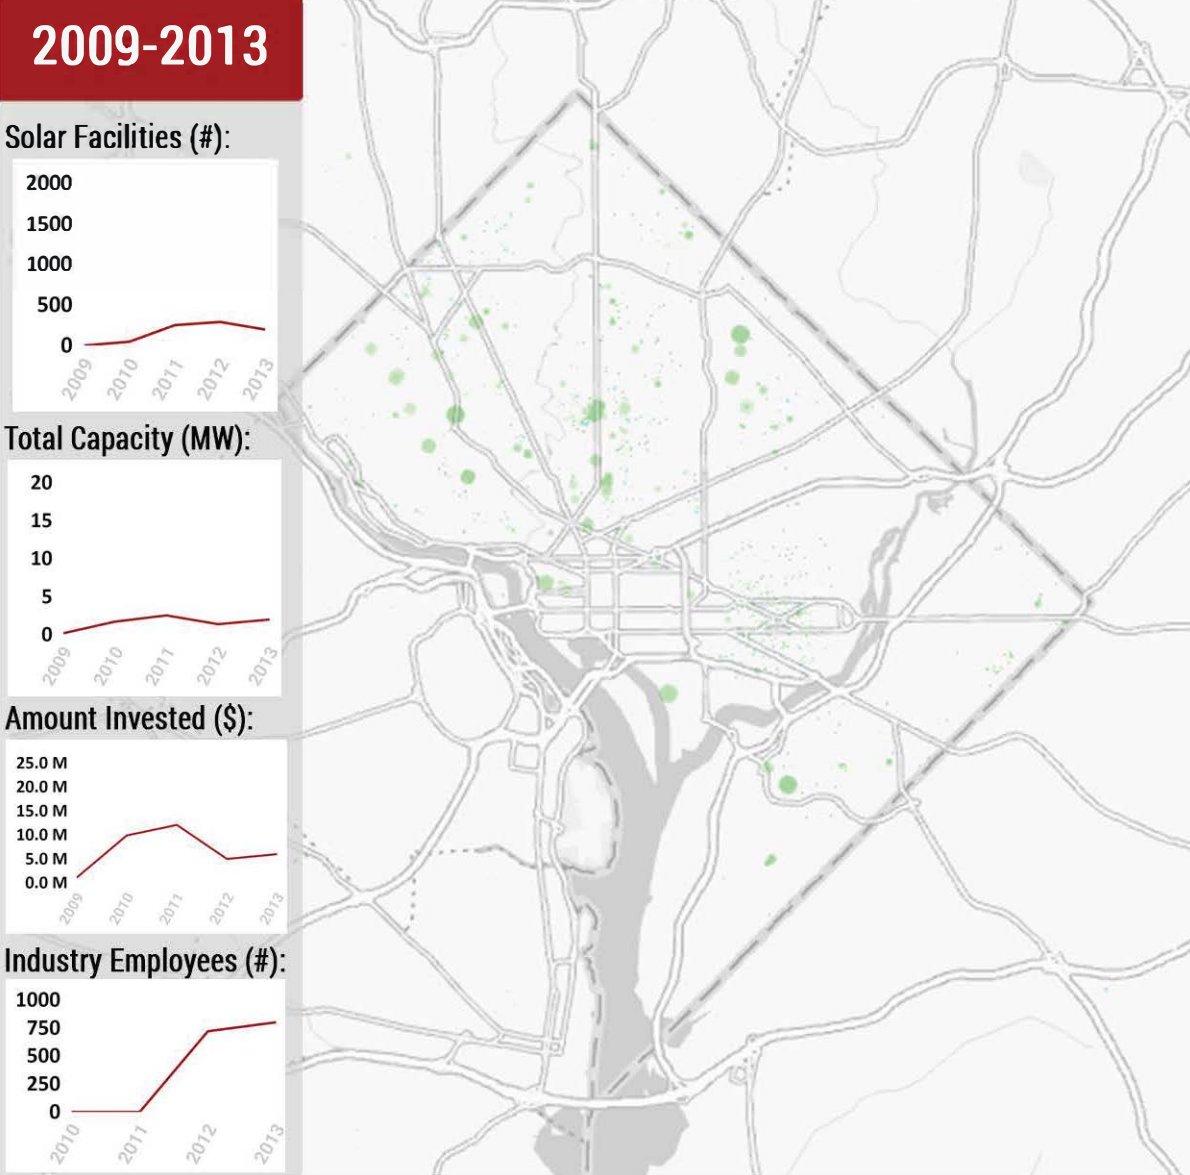 2009-2013
Solar Facilities (#):
2000
1500
1000
500
0
2009 2010 2011 2012 2013
Total Capacity (MW):
20
15
10
5
0
2009 2010 2011 2012 2013
Amount Invested ($):
25.0 M
20.0 M
15.0 M
10.0 M
5.0 M
0.0 M
2009 2010 2011 2012 2013
Industry Employees (#):
1000
750
500
250
0
2010 2011 2012 2013